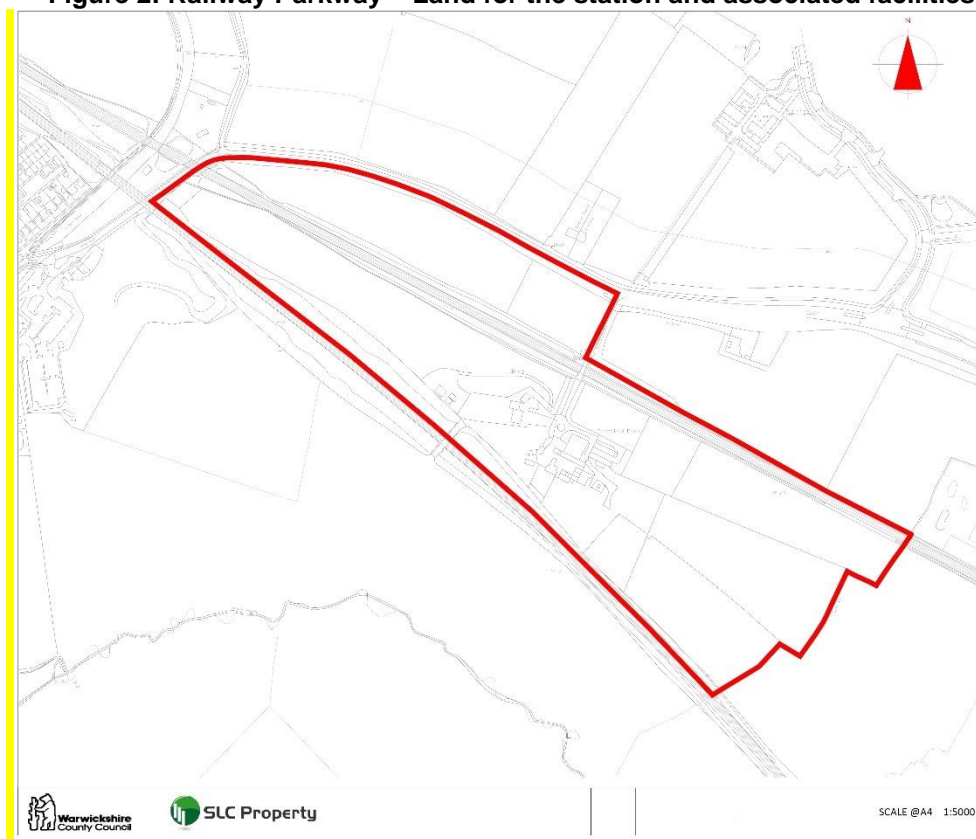 Figure 2: Railway Parkway – Land for the station and associated facilities
N
Warwickshire
County Council
SLC Property
SCALE @A4 1:5000